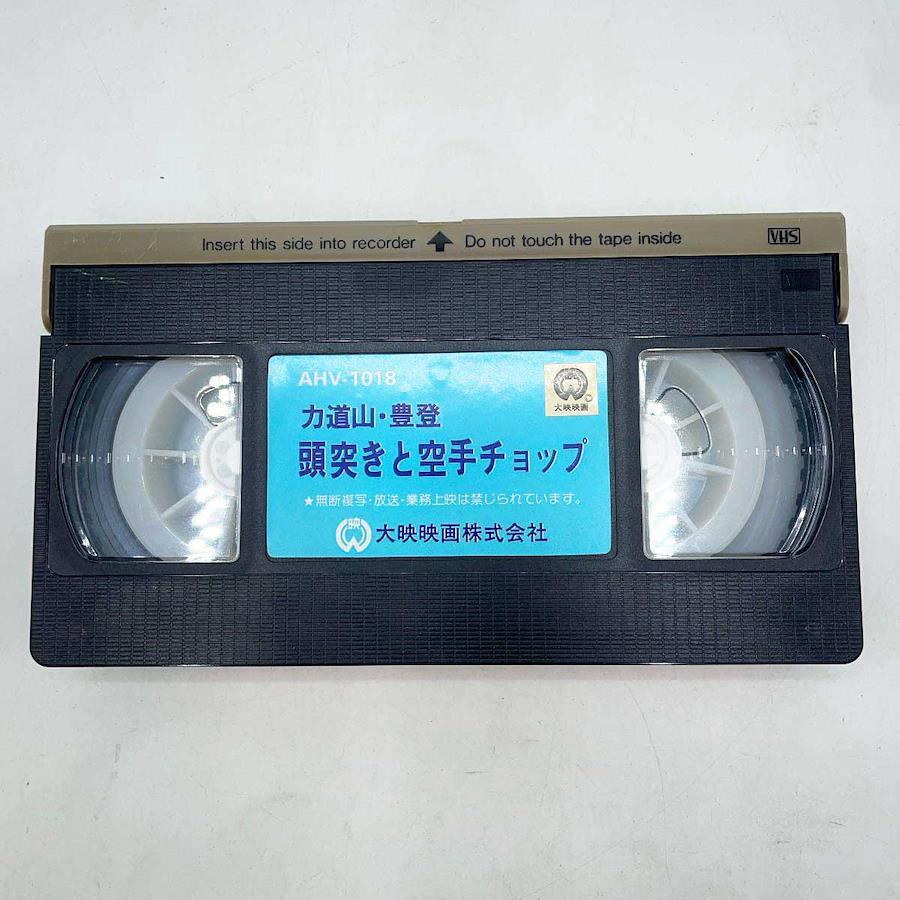 Insert this side into recorder Do not touch the tape inside VHS
AHV-1018
大映映画
力道山・豊登
頭突きと空手チョップ
★無断複写・放送・業務上映は禁じられています。
映 大映映画株式会社